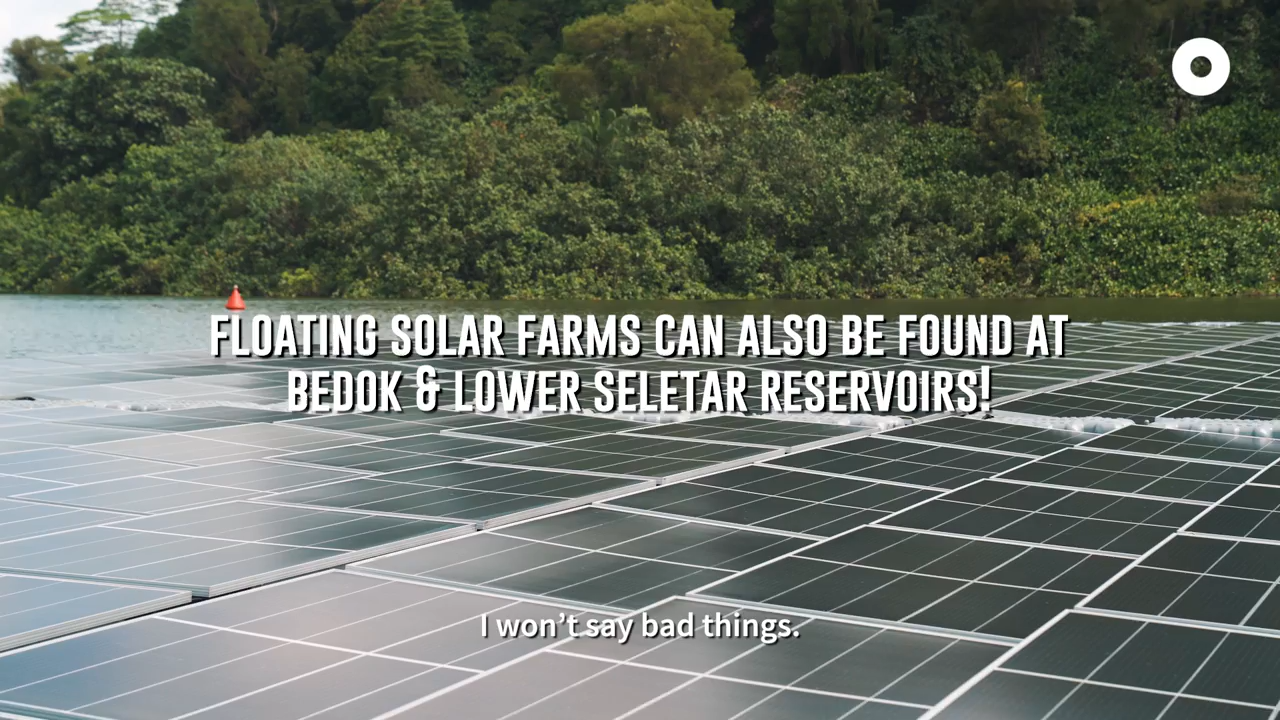 FLOATING SOLAR FARMS CAN ALSO BE FOUND AT
BEDOK & LOWER SELETAR RESERVOIRS!
I won't say bad things.